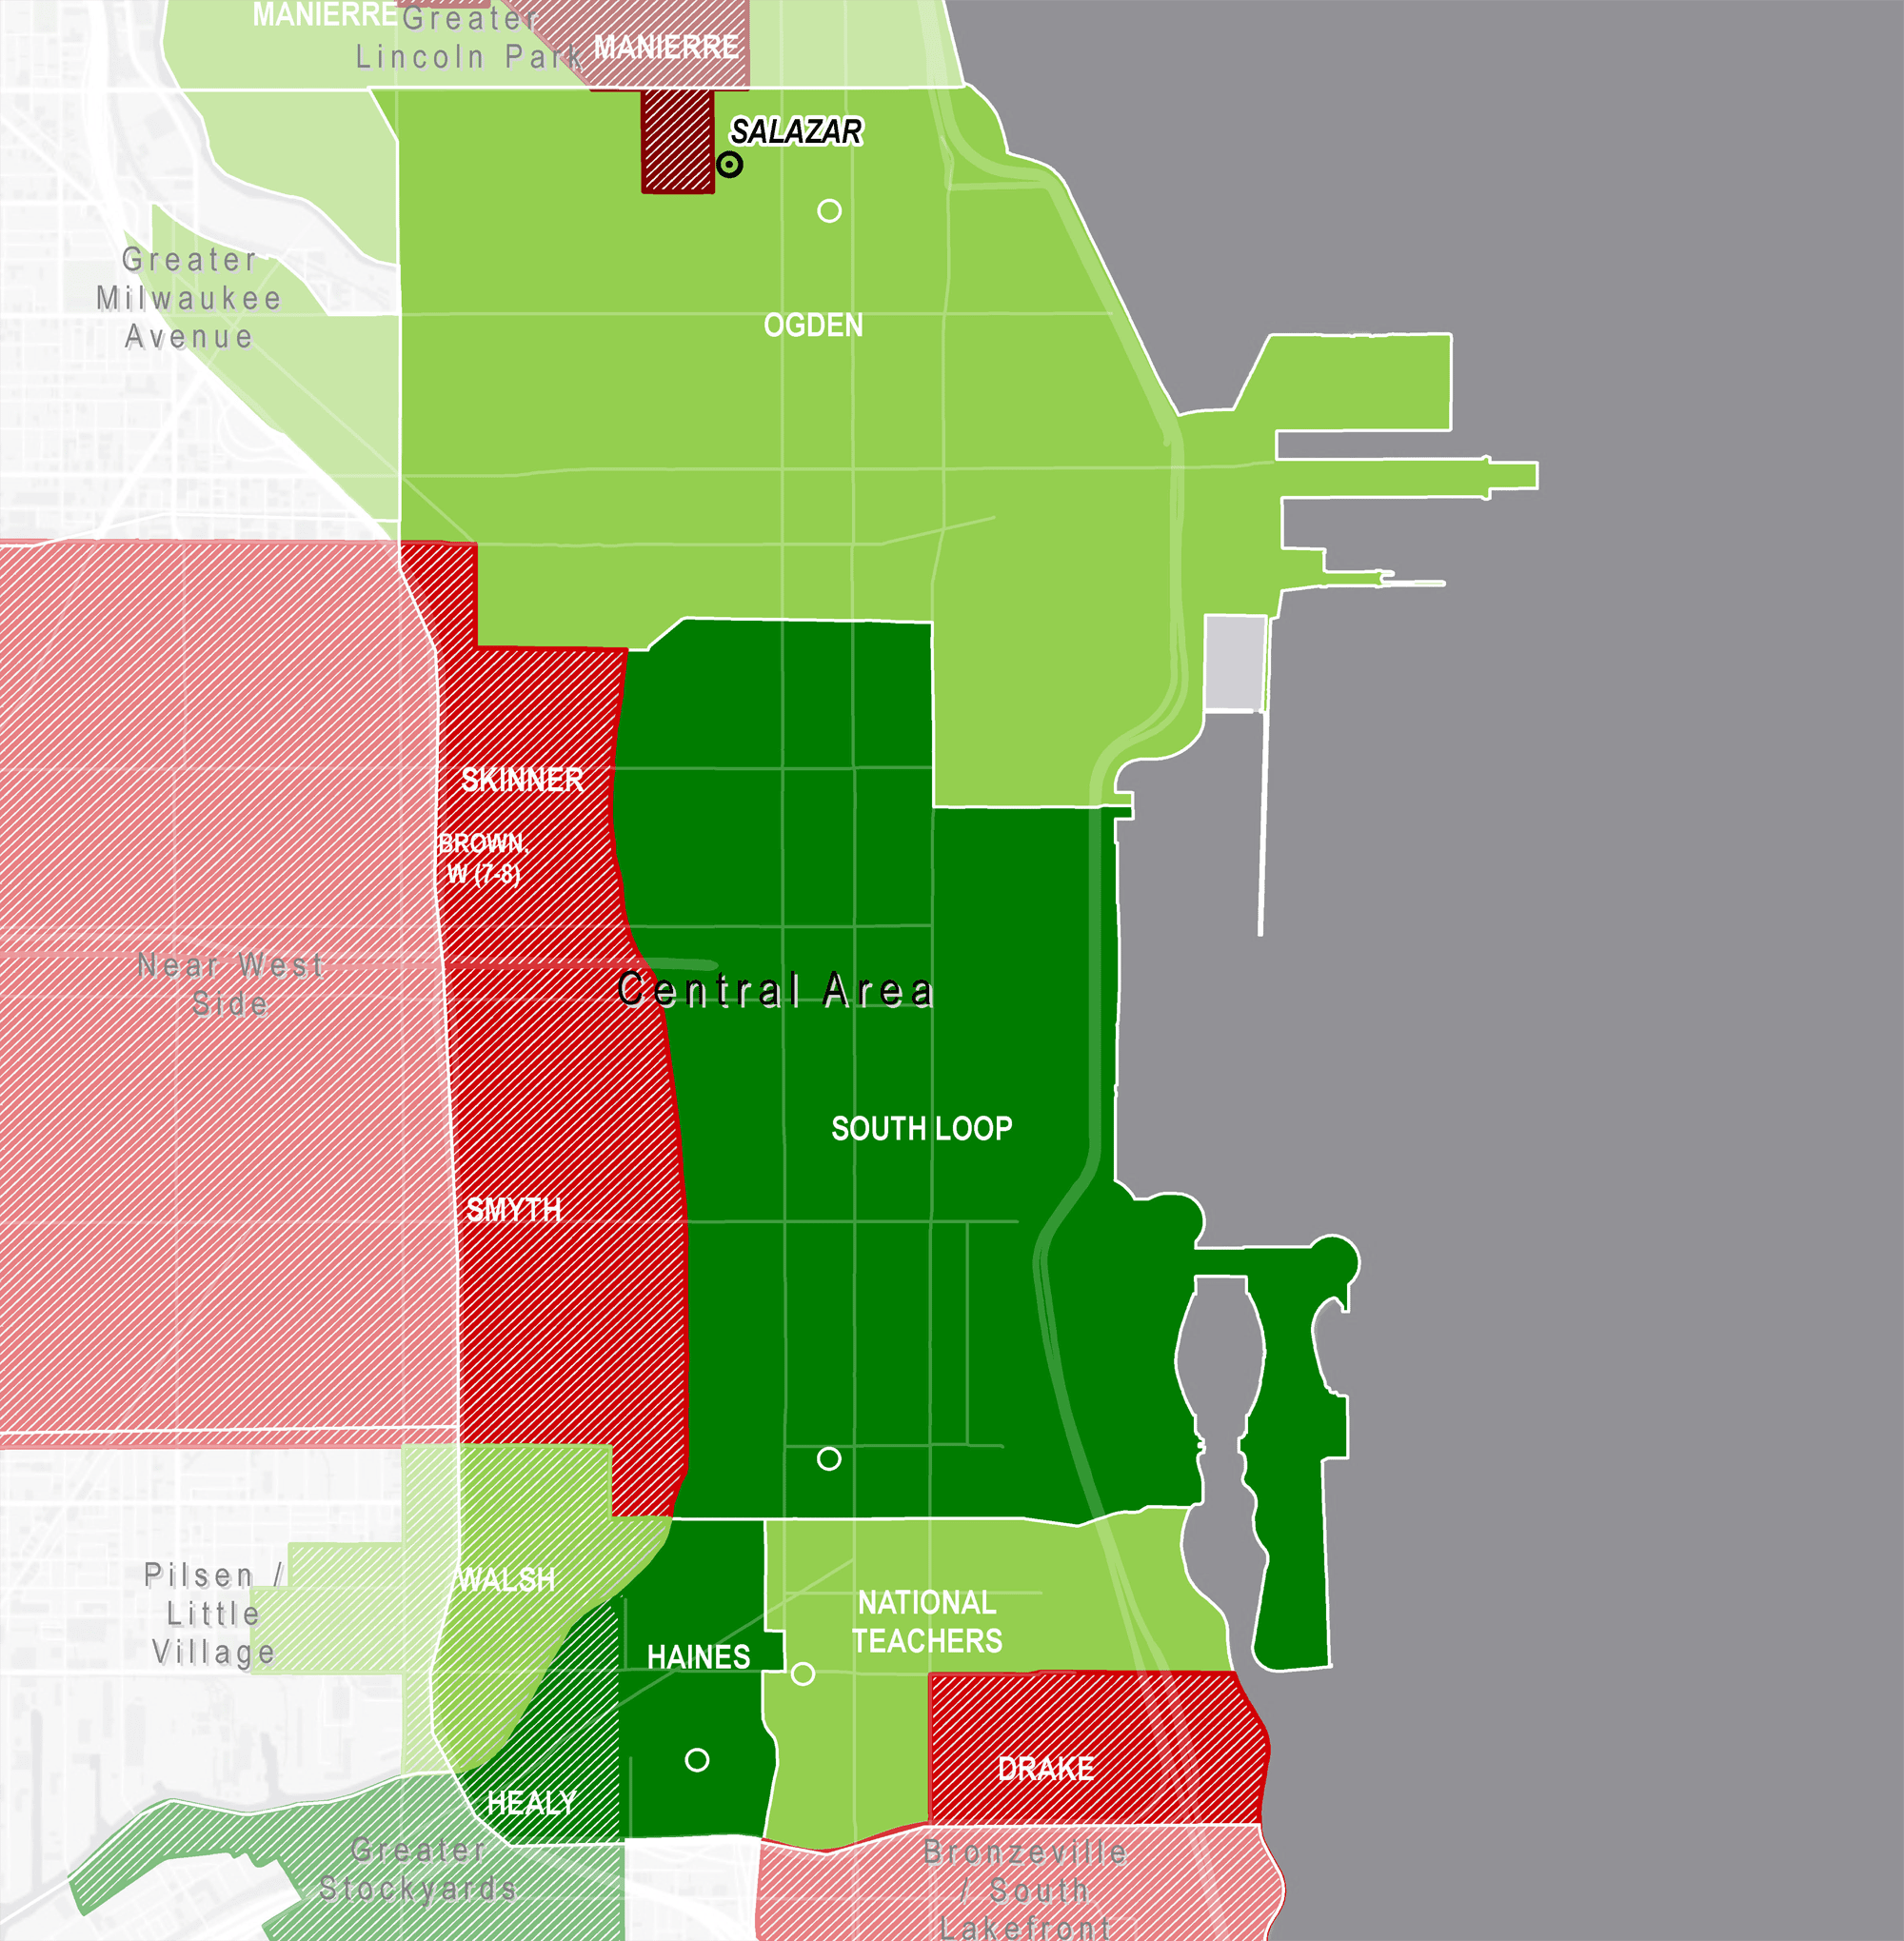 MANIERRE
Greater
Lincoln Park
MANIERRE
SALAZAR
Greater
Milwaukee
Avenue
OGDEN
SKINNER
BROWN,
W (7-8)
Near West
Side
Central Area
SOUTH LOOP
SMYTH
Pilsen /
Little
Village
WALSH
NATIONAL
TEACHERS
HAINES
DRAKE
HEALY
Greater
Stockyards
Bronzeville
/ South
Lakefront